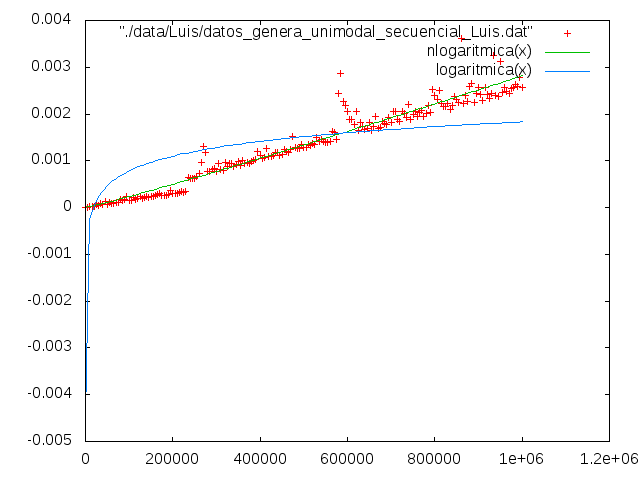 "./data/Luis/datos_genera_unimodal_secuencial_Luis.dat"
nlogaritmica(x)
logaritmica(x)
0.004
0.003
0.002
0.001
0
-0.001
-0.002
-0.003
-0.004
-0.005
0 200000 400000 600000 800000 1e+06 1.2e+06